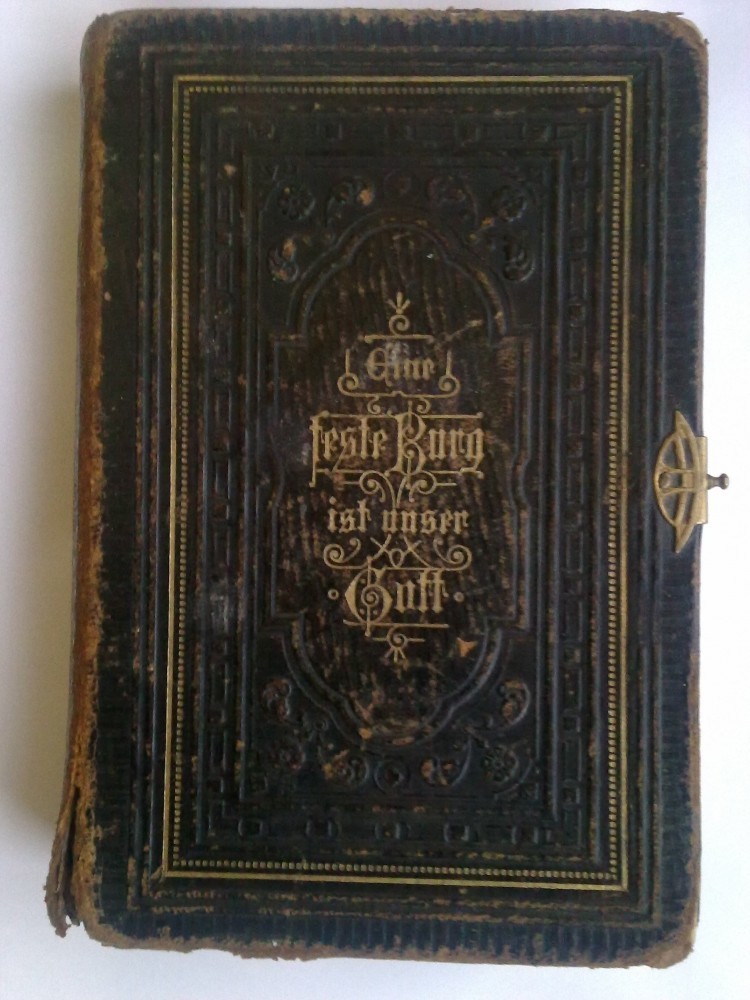 Eine
feste Burg
ist unser
Gott